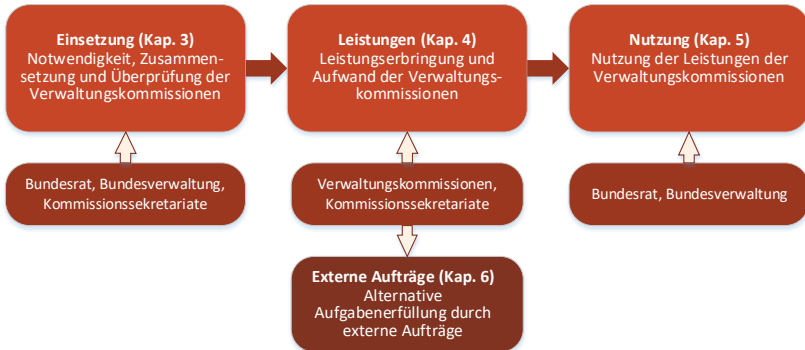 Einsetzung (Kap. 3)
Notwendigkeit, Zusammen-
setzung und Überprüfung der
Verwaltungskommissionen
Leistungen (Kap. 4)
Leistungserbringung und
Aufwand der Verwaltungs-
kommissionen
Nutzung (Kap. 5)
Nutzung der Leistungen der
Verwaltungskommissionen
Bundesrat, Bundesverwaltung,
Kommissionssekretariate
Verwaltungskommissionen,
Kommissionssekretariate
Bundesrat, Bundesverwaltung
Externe Aufträge (Kap. 6)
Alternative
Aufgabenerfüllung durch
externe Aufträge